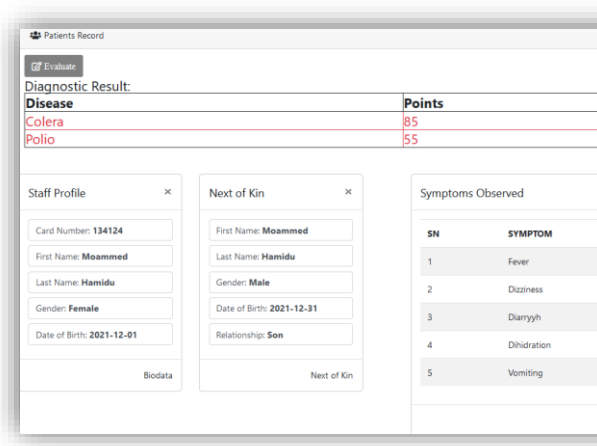 Patients Record
Evaluate
Diagnostic Result:
Disease Points
Colera 85
Polio 55
Staff Profile ×
Card Number: 134124
First Name: Moammed
Last Name: Hamidu
Gender: Female
Date of Birth: 2021-12-01
Biodata
Next of Kin ×
First Name: Moammed
Last Name: Hamidu
Gender: Male
Date of Birth: 2021-12-31
Relationship: Son
Next of Kin
Symptoms Observed
SN SYMPTOM
1 Fever
2 Dizziness
3 Diarryyh
4 Dihidration
5 Vomiting